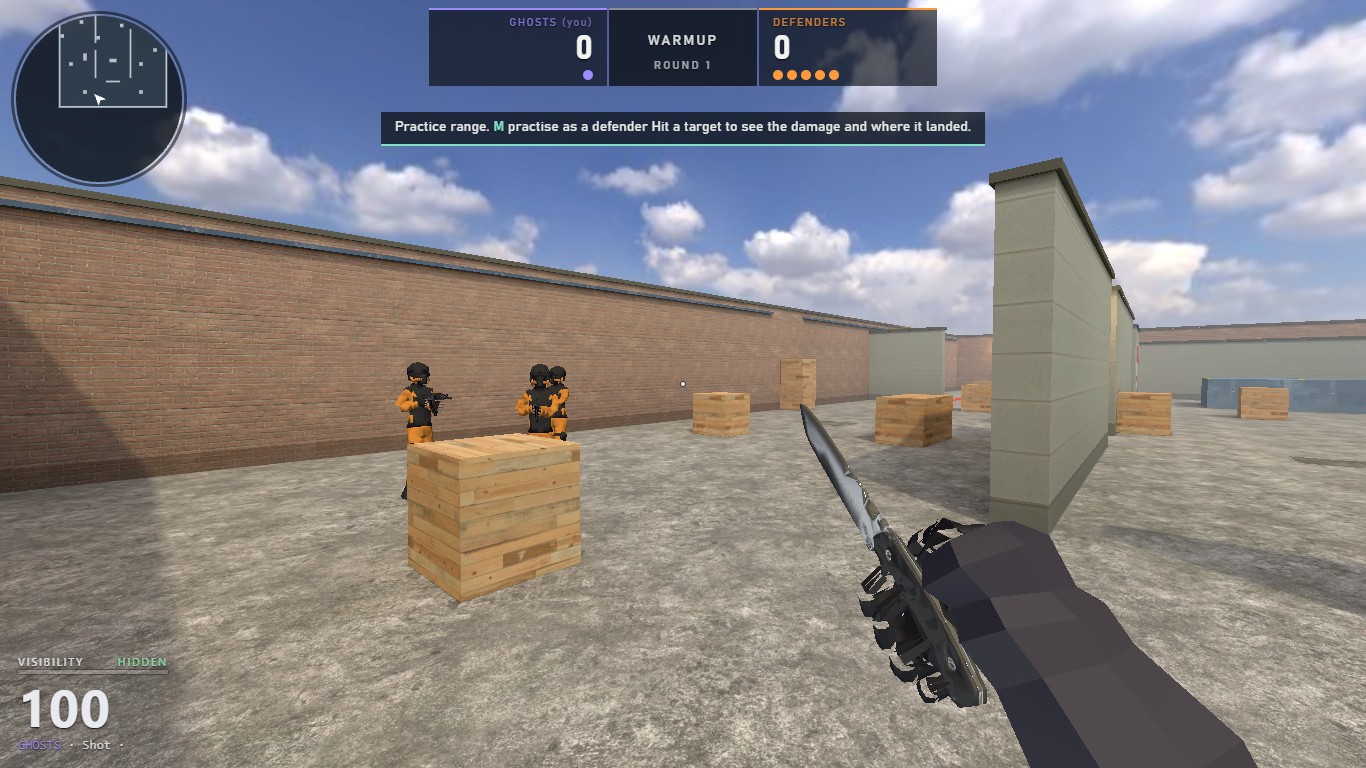 GHOSTS (you)
0
WARMUP
ROUND 1
DEFENDERS
0
Practice range. M practise as a defender Hit a target to see the damage and where it landed.
VISIBILITY HIDDEN
100
GHOSTS · Shot ·